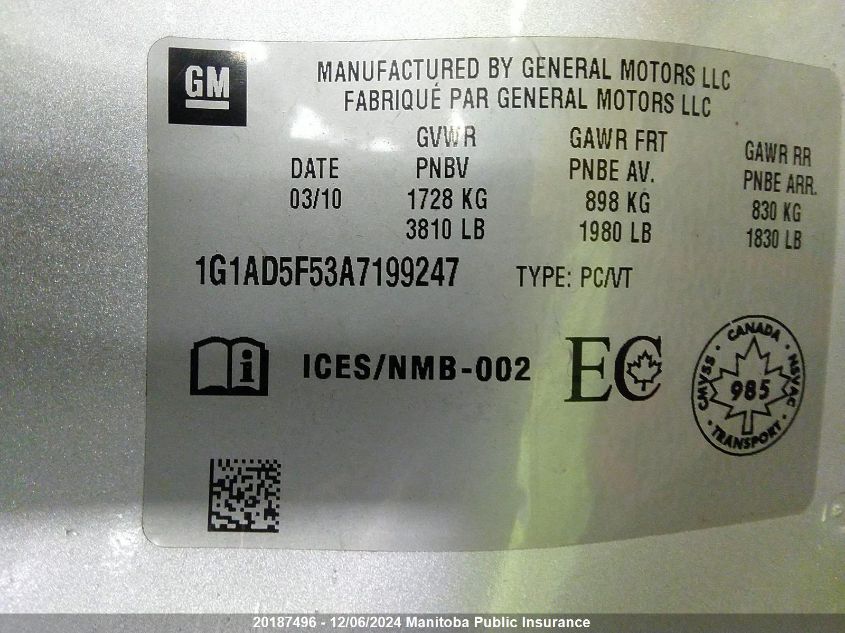 GM
MANUFACTURED BY GENERAL MOTORS LLC
FABRIQUÉ PAR GENERAL MOTORS LLC
DATE
03/10
GVWR
PNBV
1728 KG
3810 LB
GAWR FRT
PNBE AV.
898 KG
1980 LB
GAWR RR
PNBE ARR.
830 KG
1830 LB
1G1AD5F53A7199247 TYPE: PC/VT
i ICES/NMB-002 EC
CANADA
CMVSS 985 NSVAC
TRANSPORT
20187496 - 12/06/2024 Manitoba Public Insurance